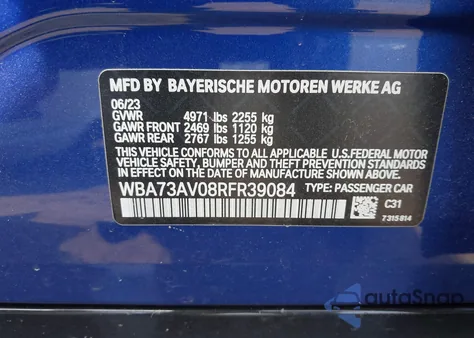 MFD BY BAYERISCHE MOTOREN WERKE AG
06/23
GVWR 4971 lbs 2255 kg
GAWR FRONT 2469 lbs 1120 kg
GAWR REAR 2767 lbs 1255 kg
THIS VEHICLE CONFORMS TO ALL APPLICABLE U.S.FEDERAL MOTOR
VEHICLE SAFETY, BUMPER, AND THEFT PREVENTION STANDARDS
IN EFFECT ON THE DATE OF MANUFACTURE SHOWN ABOVE.
WBA73AV08RFR39084 TYPE: PASSENGER CAR
C31
7315814
autoSnap